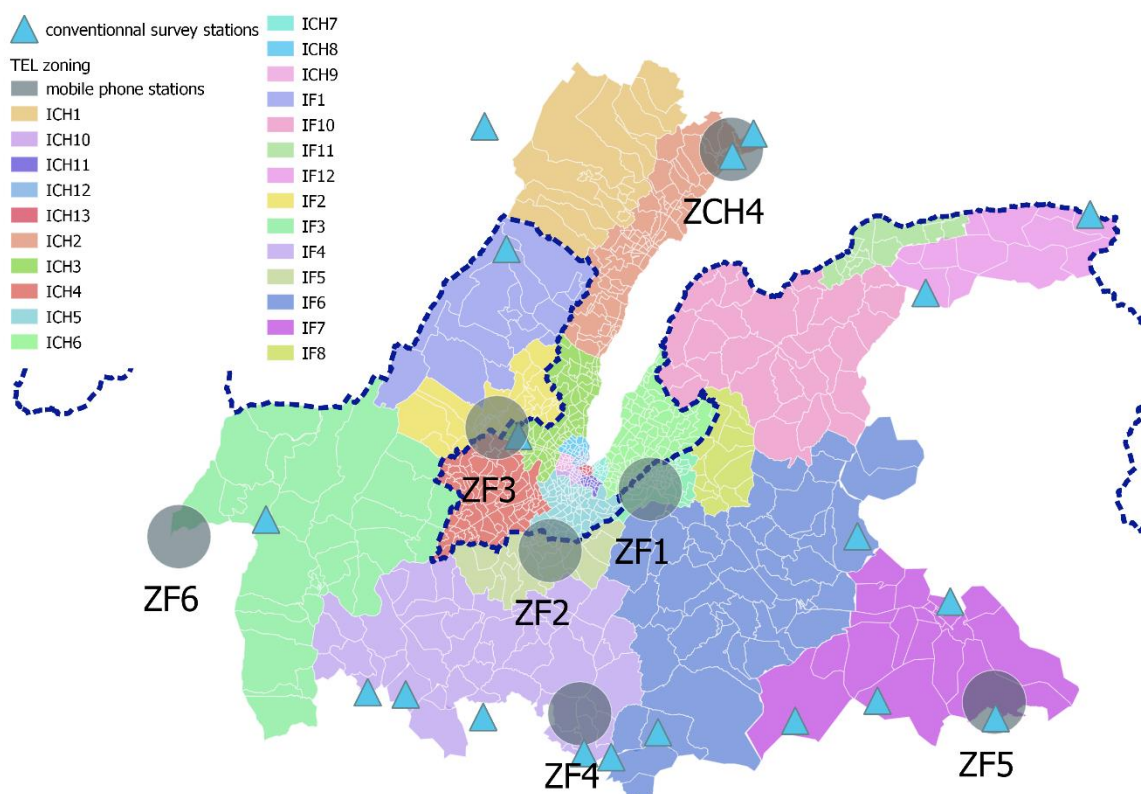 conventionnal survey stations
TEL zoning
mobile phone stations
ICH1
ICH10
ICH11
ICH12
ICH13
ICH2
ICH3
ICH4
ICH5
ICH6
ICH7
ICH8
ICH9
IF1
IF10
IF11
IF12
IF2
IF3
IF4
IF5
IF6
IF7
IF8
ZCH4
ZF3
ZF1
ZF6
ZF2
ZF4
ZF5